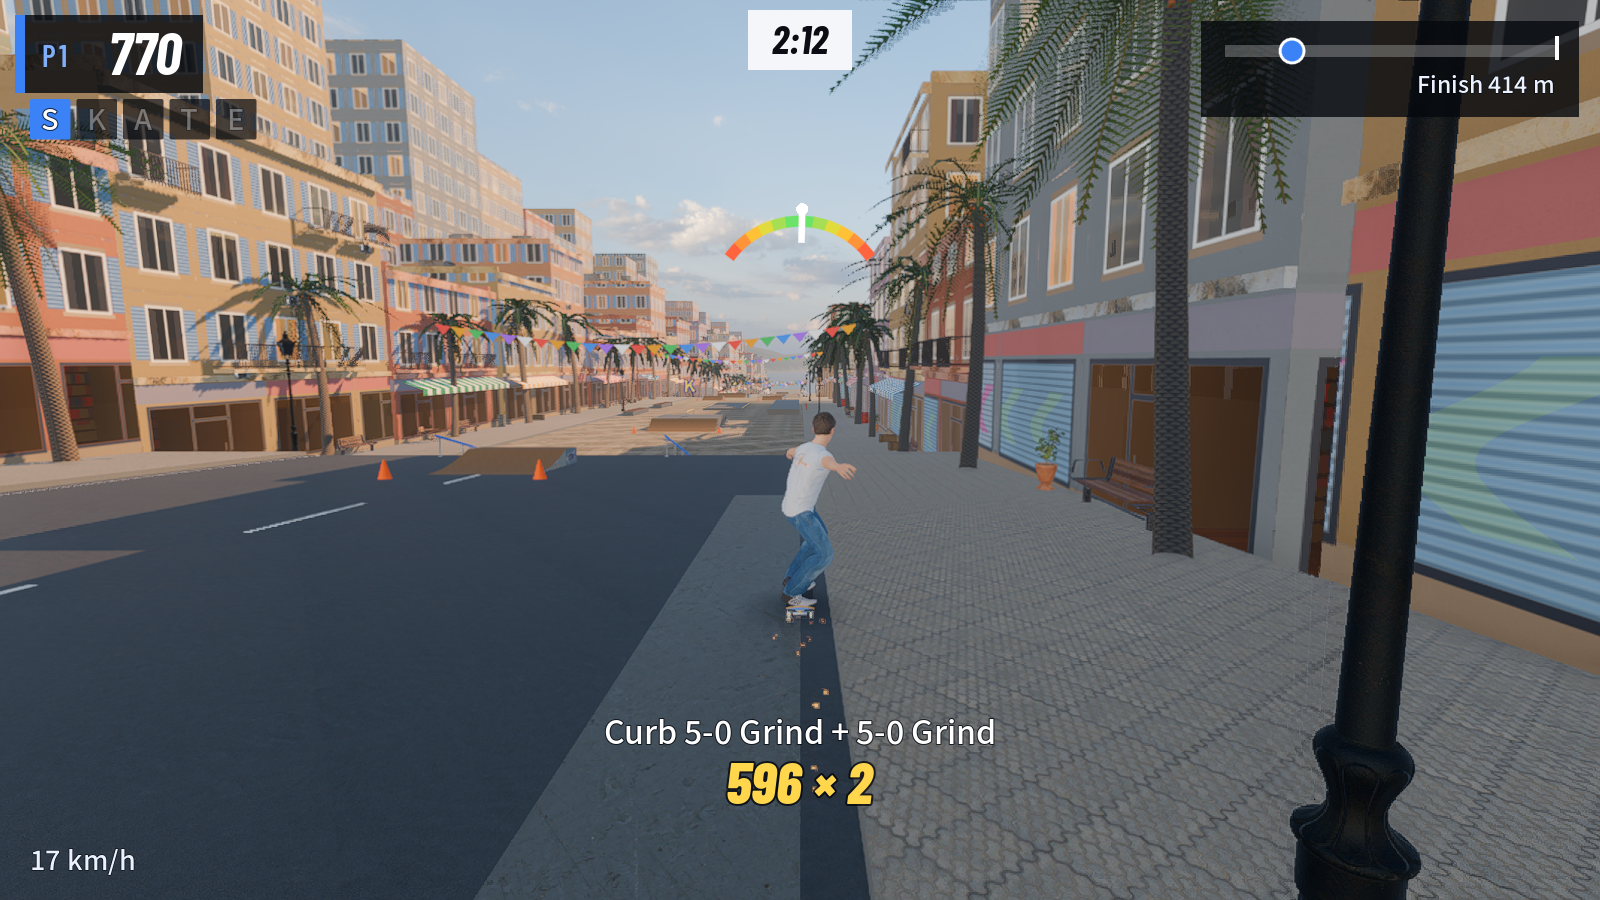 P1 770
2:12
Finish 414 m
S K A T E
K
Curb 5-0 Grind + 5-0 Grind
596 × 2
17 km/h